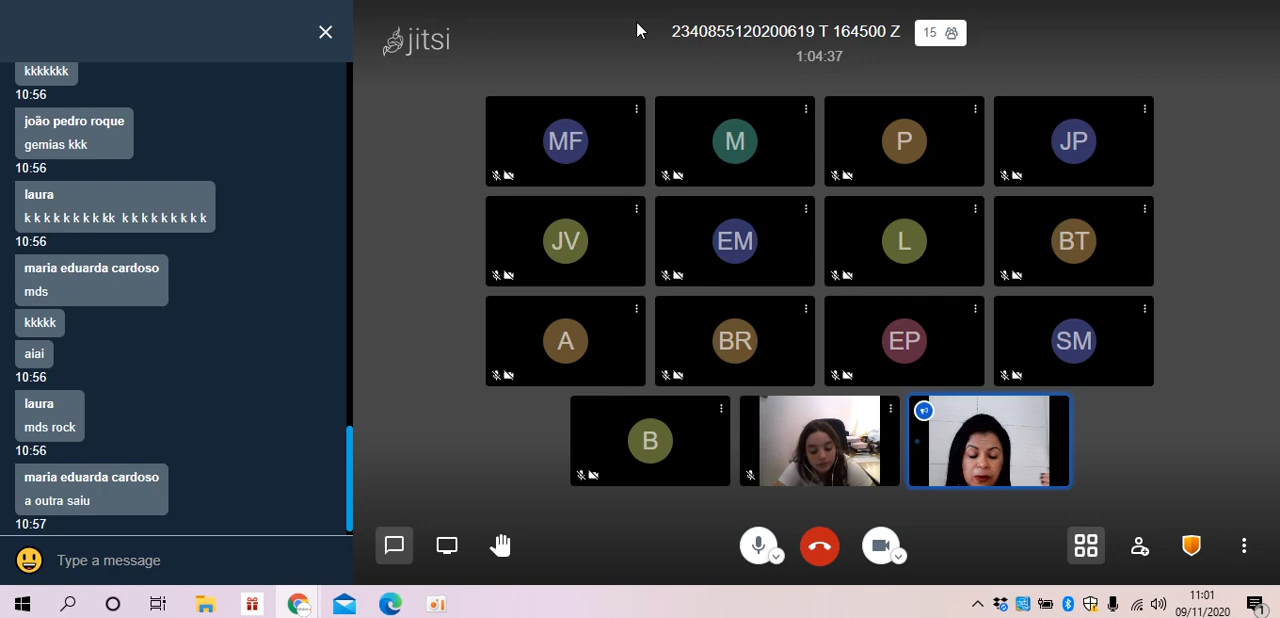 jitsi
2340855120200619 T 164500 Z
15
1:04:37
kkkkkkk
10:56
joão pedro roque
gemias kkk
10:56
laura
k k k k k k k k kk k k k k k k k k k
10:56
maria eduarda cardoso
mds
kkkkk
aiai
10:56
laura
mds rock
10:56
maria eduarda cardoso
a outra saiu
10:57
Type a message
MF
M
P
JP
JV
EM
L
BT
A
BR
EP
SM
B
11:01
09/11/2020
1